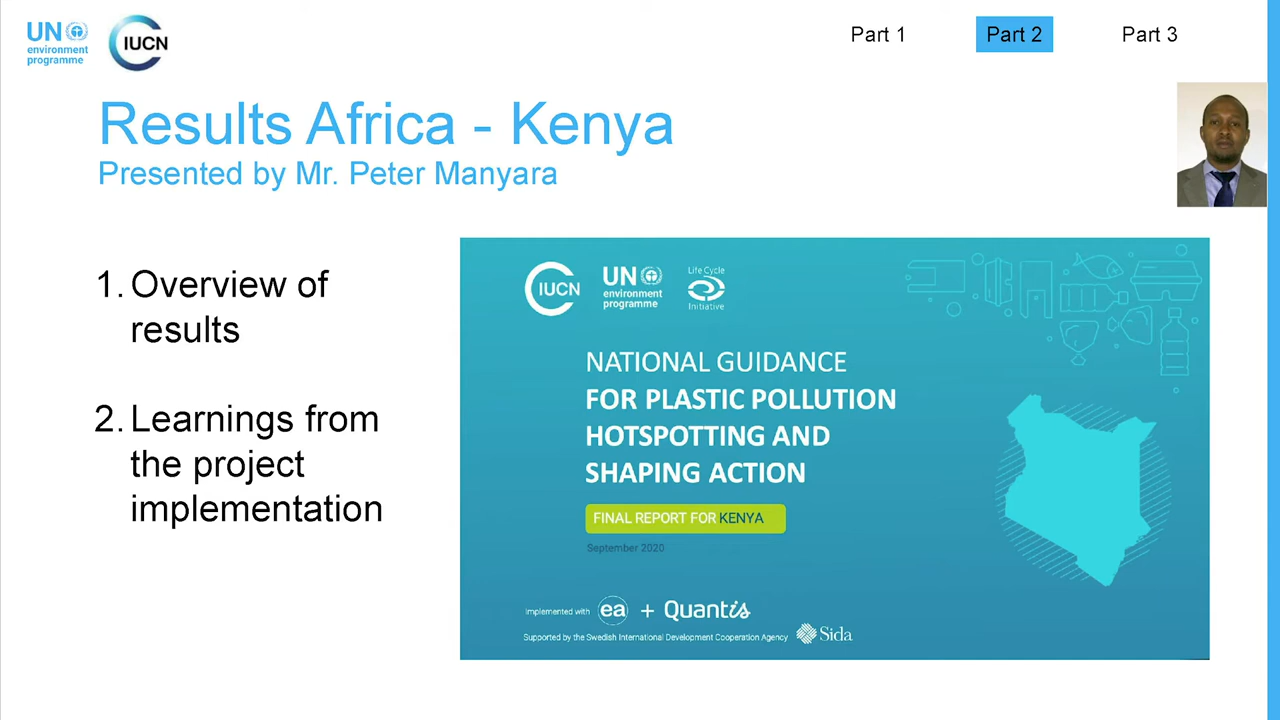 UN
environment
programme
IUCN
Part 1
Part 2
Part 3
Results Africa - Kenya
Presented by Mr. Peter Manyara
1. Overview of
results
2. Learnings from
the project
implementation
IUCN
UN
environment
programme
Life Cycle
Initiative
NATIONAL GUIDANCE
FOR PLASTIC POLLUTION
HOTSPOTTING AND
SHAPING ACTION
FINAL REPORT FOR KENYA
September 2020
Implemented with ea + Quantis
Supported by the Swedish International Development Cooperation Agency Sida